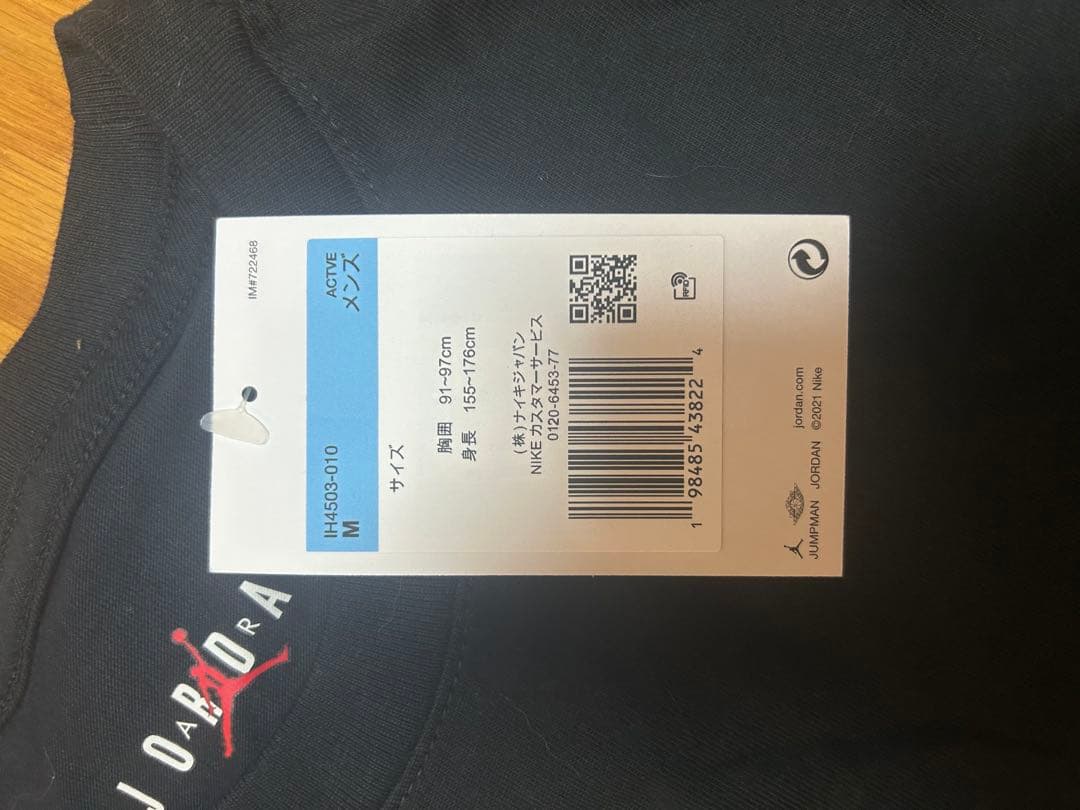 IM#722468
IH4503-010
ACTVE
M
メンズ
サイズ
胸囲 91~97cm
身長 155~176cm
(株)ナイキジャパン
NIKE カスタマーサービス
0120-6453-77
RFID
1 98485 43822 4
jordan.com
JUMPMAN JORDAN ©2021 Nike